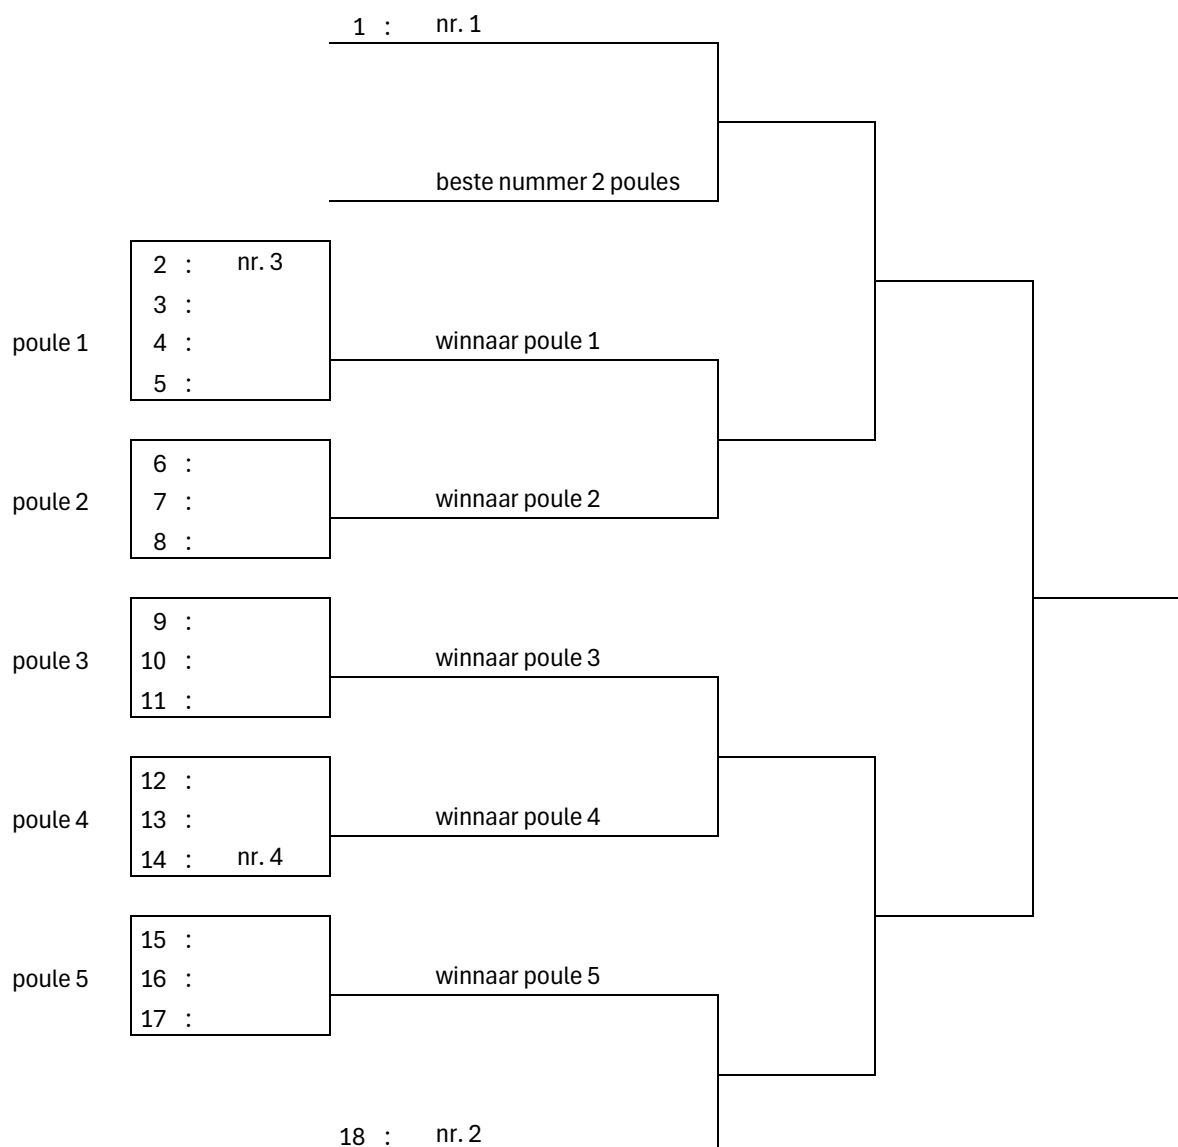 1 : nr. 1
beste nummer 2 poules
2 : nr. 3
3 :
poule 1 4 : winnaar poule 1
5 :
6 :
poule 2 7 : winnaar poule 2
8 :
9 :
poule 3 10 : winnaar poule 3
11 :
12 :
poule 4 13 : winnaar poule 4
14 : nr. 4
15 :
poule 5 16 : winnaar poule 5
17 :
18 : nr. 2